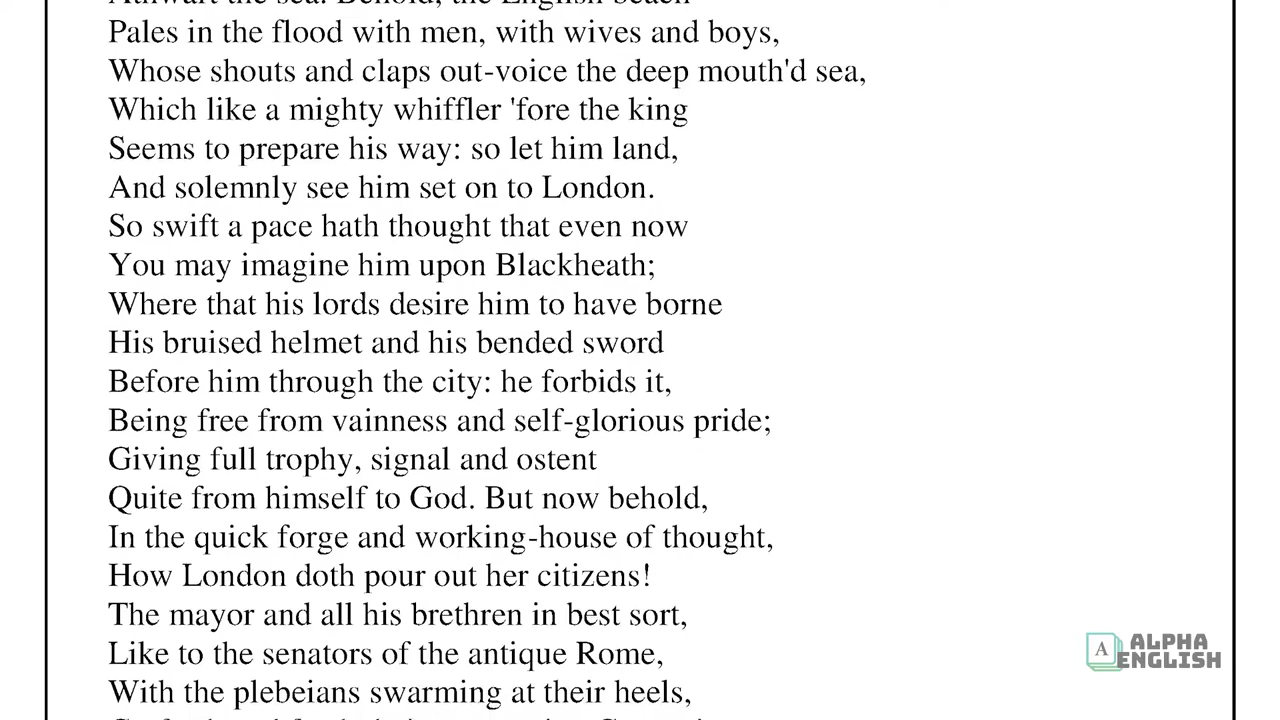 Pales in the flood with men, with wives and boys,
Whose shouts and claps out-voice the deep mouth'd sea,
Which like a mighty whiffler 'fore the king
Seems to prepare his way: so let him land,
And solemnly see him set on to London.
So swift a pace hath thought that even now
You may imagine him upon Blackheath;
Where that his lords desire him to have borne
His bruised helmet and his bended sword
Before him through the city: he forbids it,
Being free from vainness and self-glorious pride;
Giving full trophy, signal and ostent
Quite from himself to God. But now behold,
In the quick forge and working-house of thought,
How London doth pour out her citizens!
The mayor and all his brethren in best sort,
Like to the senators of the antique Rome,
With the plebeians swarming at their heels,
A ALPHA
ENGLISH